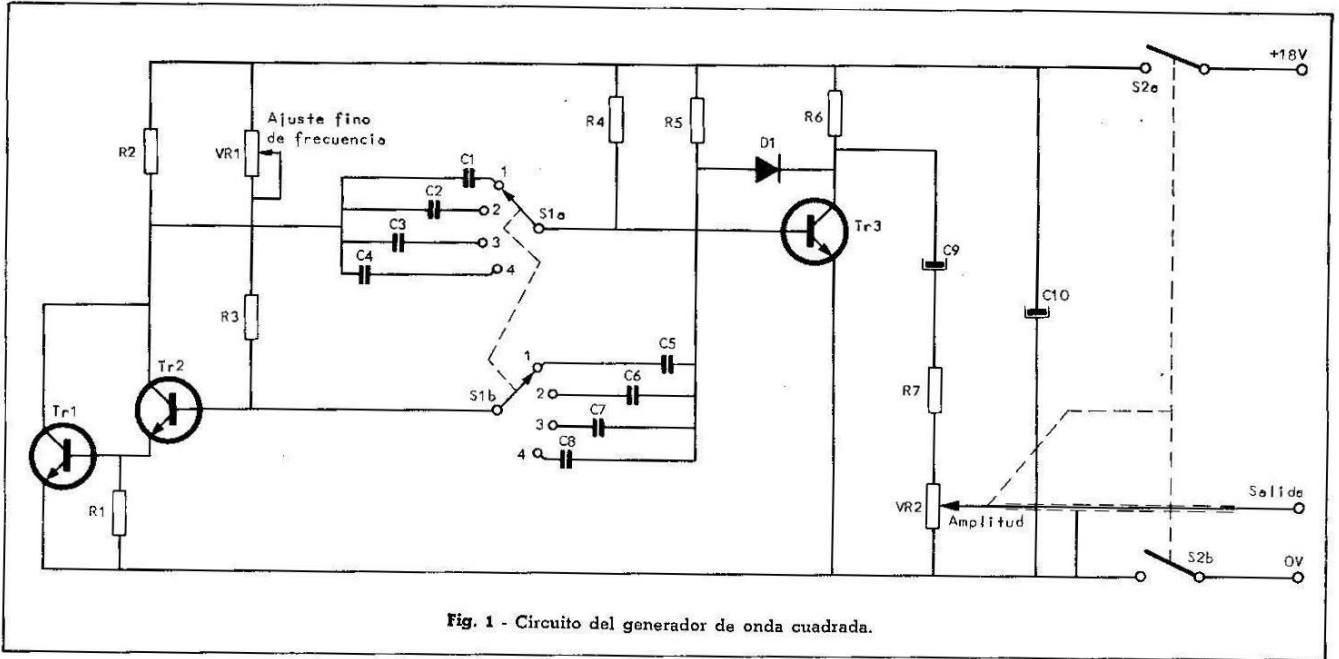 +18V
S2a
R2
VR1
Ajuste fino
de frecuencia
R4
R5
R6
D1
C1
1
C2
2
S1a
C3
3
C4
4
Tr3
C9
C10
R3
Tr2
Tr1
R1
S1b
1
C5
2
C6
3
C7
4
C8
R7
VR2
Amplitud
Salida
S2b
0V
Fig. 1 - Circuito del generador de onda cuadrada.